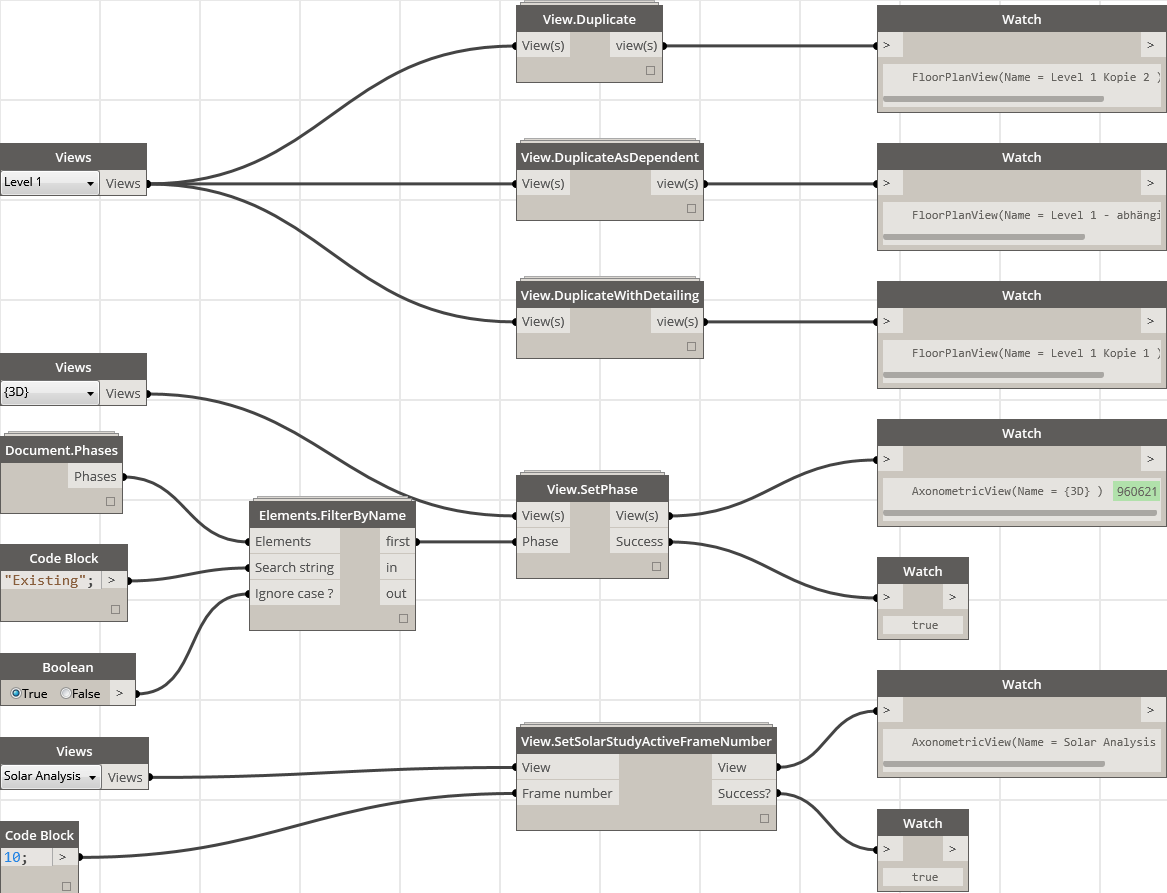 View.Duplicate
View(s) view(s)
Watch
> >
FloorPlanView(Name = Level 1 Kopie 2 )
Views
Level 1 Views
View.DuplicateAsDependent
View(s) view(s)
Watch
> >
FloorPlanView(Name = Level 1 - abhängi
View.DuplicateWithDetailing
View(s) view(s)
Watch
> >
FloorPlanView(Name = Level 1 Kopie 1 )
Views
{3D} Views
Document.Phases
Phases
Code Block
"Existing"; >
Boolean
True False >
Elements.FilterByName
Elements first
Search string in
Ignore case ? out
View.SetPhase
View(s) View(s)
Phase Success
Watch
> >
AxonometricView(Name = {3D} ) 960621
Watch
> >
true
Views
Solar Analysis Views
Code Block
10; >
View.SetSolarStudyActiveFrameNumber
View View
Frame number Success?
Watch
> >
AxonometricView(Name = Solar Analysis
Watch
> >
true